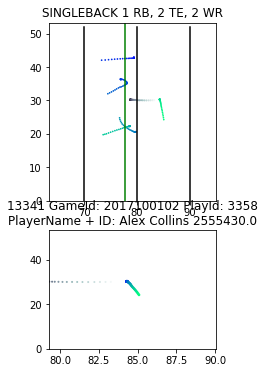 SINGLEBACK 1 RB, 2 TE, 2 WR
50
40
30
20
10
0
70 80 90
13341 GameId: 2017100102 PlayId: 3358
PlayerName + ID: Alex Collins 2555430.0
40
20
0
80.0 82.5 85.0 87.5 90.0